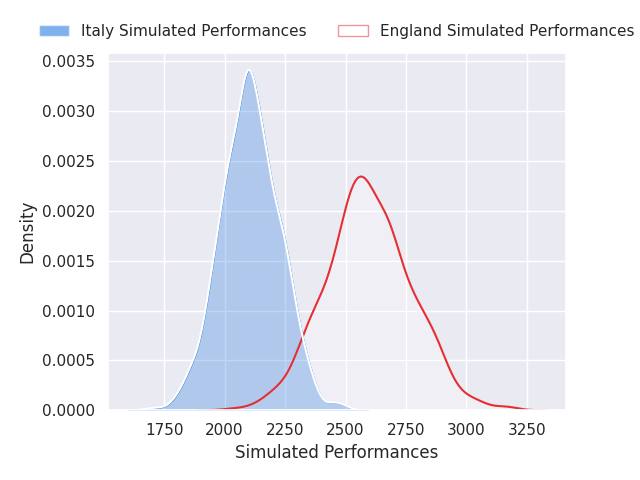 Italy Simulated Performances
England Simulated Performances
0.0035
0.0030
0.0025
0.0020
0.0015
0.0010
0.0005
0.0000
Density
1750 2000 2250 2500 2750 3000 3250
Simulated Performances